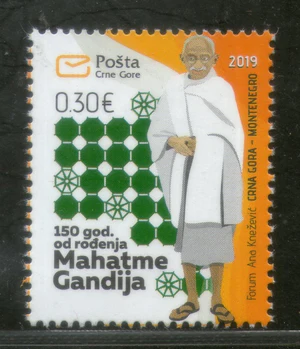 Pošta
Crne Gore
2019
0.30€
150 god.
od rođenja
Mahatme
Gandija
Forum Ana Knežević CRNA GORA - MONTENEGRO